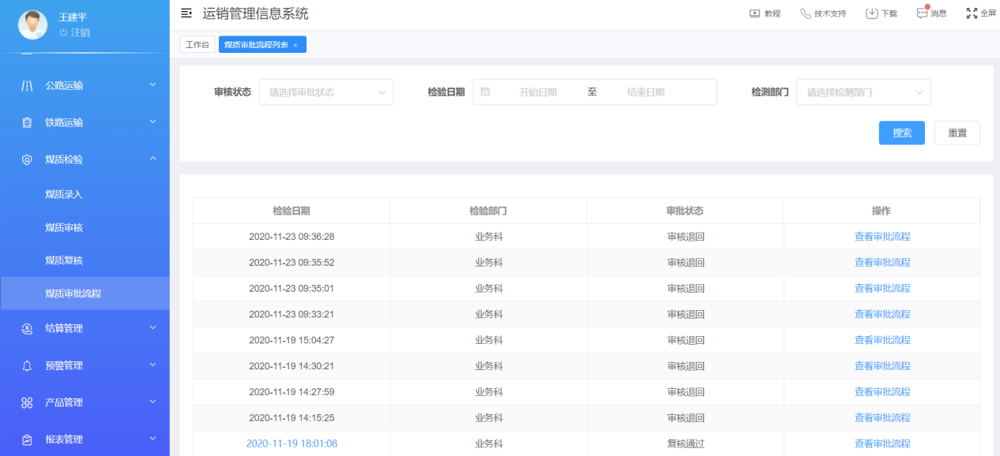 王建平
注销
公路运输
铁路运输
煤质检验
煤质录入
煤质审核
煤质复核
煤质审批流程
结算管理
预警管理
产品管理
报表管理
运销管理信息系统
教程 技术支持 下载 消息 全屏
工作台 煤质审批流程列表 ×
审核状态 请选择审批状态 检验日期 开始日期 至 结束日期 检测部门 请选择检测部门
搜索 重置
检验日期 检验部门 审批状态 操作
2020-11-23 09:36:28 业务科 审核退回 查看审批流程
2020-11-23 09:35:52 业务科 审核退回 查看审批流程
2020-11-23 09:35:01 业务科 审核退回 查看审批流程
2020-11-23 09:33:21 业务科 审核退回 查看审批流程
2020-11-19 15:04:27 业务科 审核退回 查看审批流程
2020-11-19 14:30:21 业务科 审核退回 查看审批流程
2020-11-19 14:27:59 业务科 审核退回 查看审批流程
2020-11-19 14:15:25 业务科 审核退回 查看审批流程
2020-11-19 18:01:08 业务科 复核通过 查看审批流程